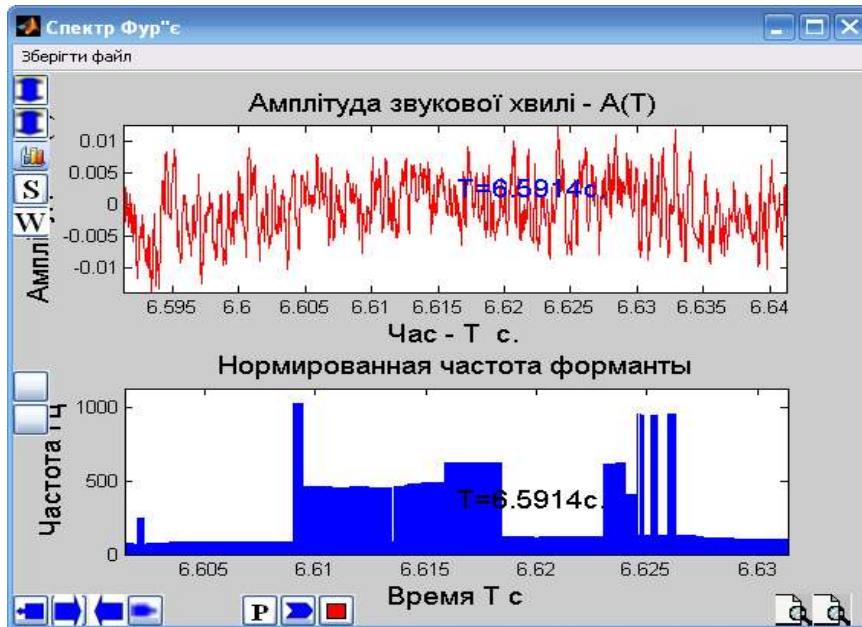 Спектр Фур"є
Зберігти файл
Амплітуда звукової хвилі - A(T)
0.01
0.005
0
-0.005
-0.01
T=6.5914с.
S
W
6.595 6.6 6.605 6.61 6.615 6.62 6.625 6.63 6.635 6.64
Час - Т с.
Нормированная частота форманты
1000
500
0
Частота Гц
T=6.5914с.
6.605 6.61 6.615 6.62 6.625 6.63
Время Т с
P